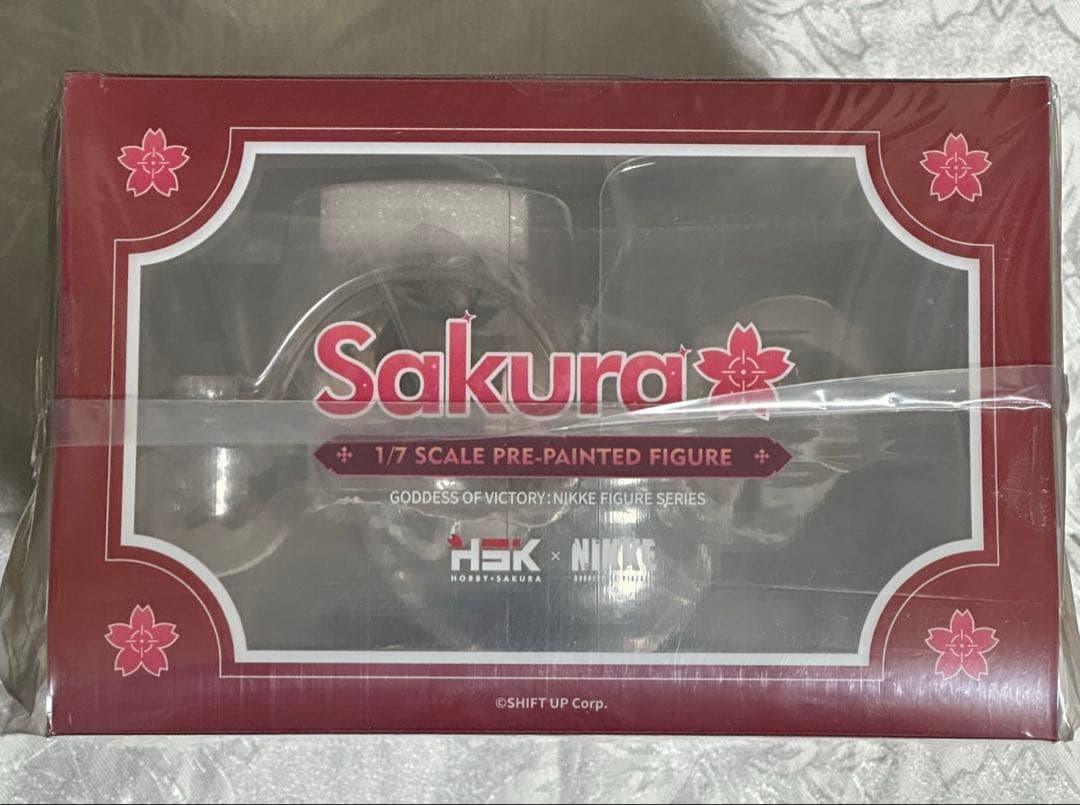 Sakura
1/7 SCALE PRE-PAINTED FIGURE
GODDESS OF VICTORY:NIKKE FIGURE SERIES
HSK × NIKKE
HOBBY·SAKURA
©SHIFT UP Corp.